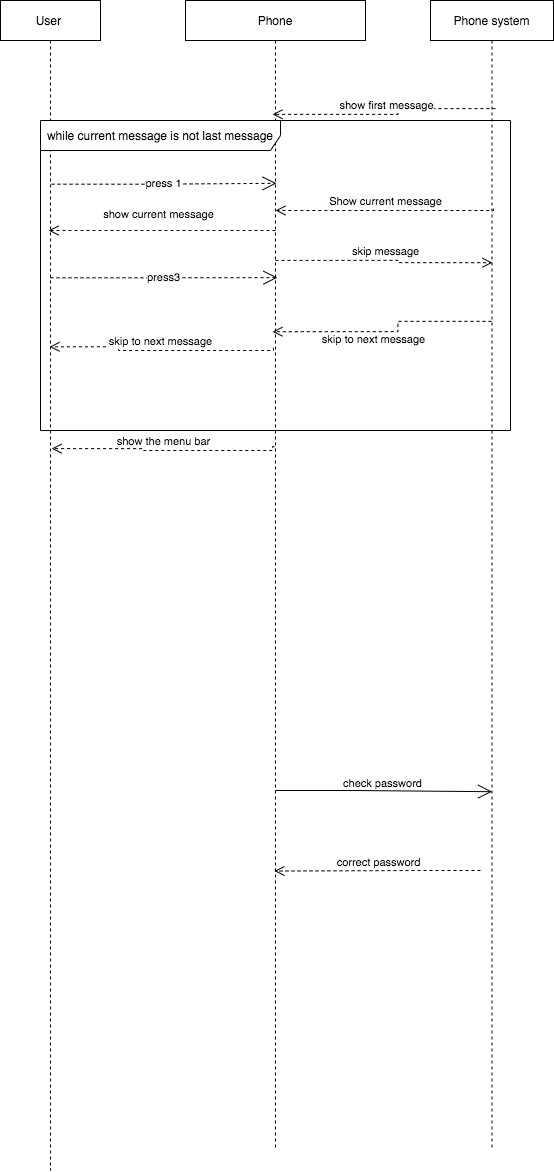 User
Phone
Phone system
show first message
while current message is not last message
press 1
Show current message
show current message
skip message
press3
skip to next message
skip to next message
show the menu bar
check password
correct password